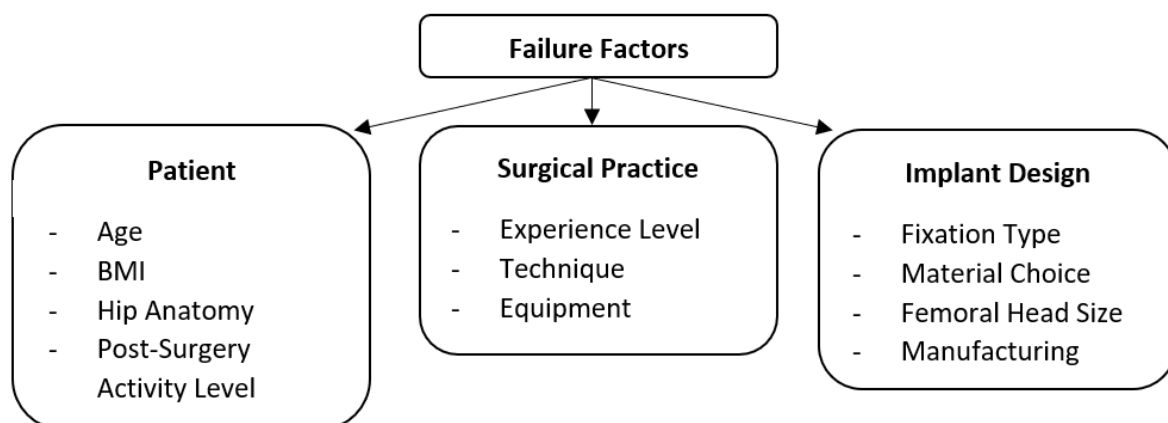 Failure Factors
Patient
- Age
- BMI
- Hip Anatomy
- Post-Surgery
Activity Level
Surgical Practice
- Experience Level
- Technique
- Equipment
Implant Design
- Fixation Type
- Material Choice
- Femoral Head Size
- Manufacturing